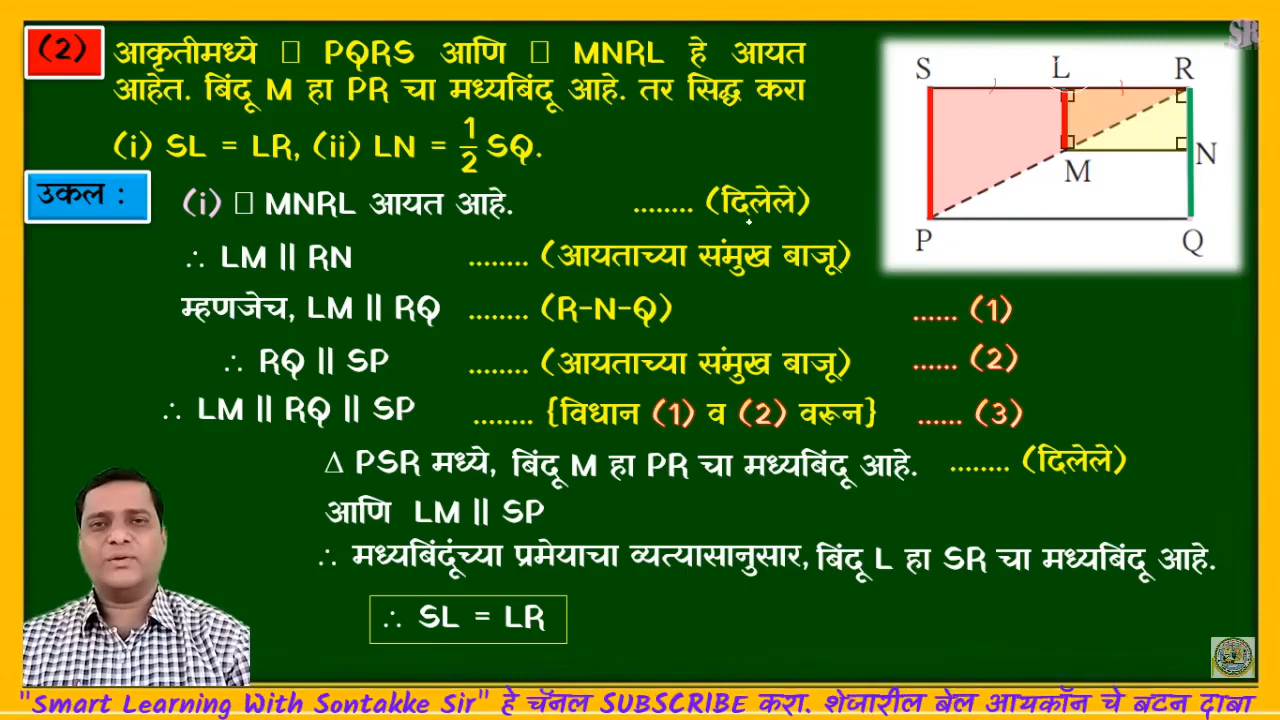 (2) आकृतीमध्ये □ PQRS आणि □ MNRL हे आयत
आहेत. बिंदू M हा PR चा मध्यबिंदू आहे. तर सिद्ध करा
(i) SL = LR, (ii) LN = 1/2 SQ.
S L R
M N
P Q
उकल :
(i) □ MNRL आयत आहे. ........ (दिलेले)
∴ LM || RN ........ (आयताच्या संमुख बाजू)
म्हणजेच, LM || RQ ........ (R-N-Q) ...... (1)
∴ RQ || SP ........ (आयताच्या संमुख बाजू) ...... (2)
∴ LM || RQ || SP ........ {विधान (1) व (2) वरून} ...... (3)
Δ PSR मध्ये, बिंदू M हा PR चा मध्यबिंदू आहे. ........ (दिलेले)
आणि LM || SP
∴ मध्यबिंदूंच्या प्रमेयाचा व्यत्यासानुसार, बिंदू L हा SR चा मध्यबिंदू आहे.
∴ SL = LR
"Smart Learning With Sontakke Sir" हे चॅनल SUBSCRIBE करा. शेजारील बेल आयकॉन चे बटन दाबा
SR